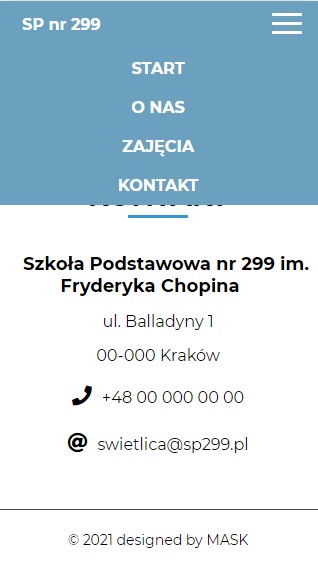 SP nr 299
START
O NAS
ZAJĘCIA
KONTAKT
Szkoła Podstawowa nr 299 im.
Fryderyka Chopina
ul. Balladyny 1
00-000 Kraków
+48 00 000 00 00
swietlica@sp299.pl
© 2021 designed by MASK